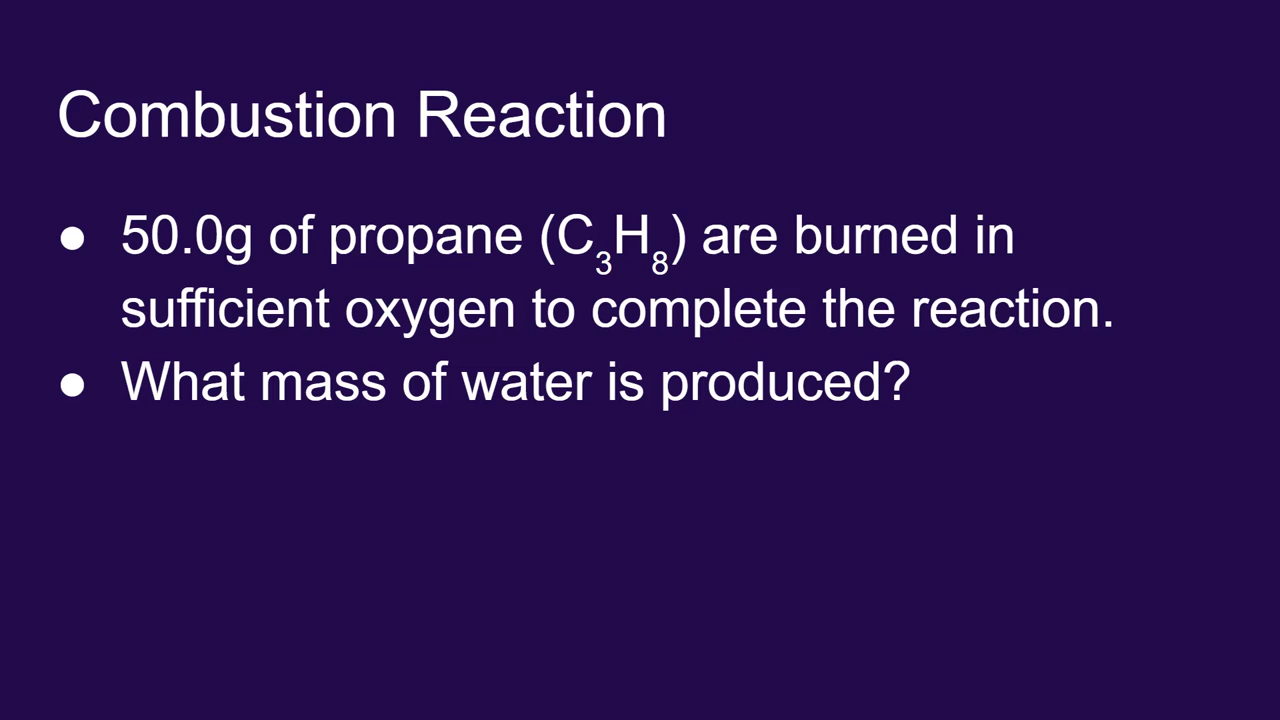 Combustion Reaction
● 50.0g of propane (C₃H₈) are burned in
sufficient oxygen to complete the reaction.
● What mass of water is produced?